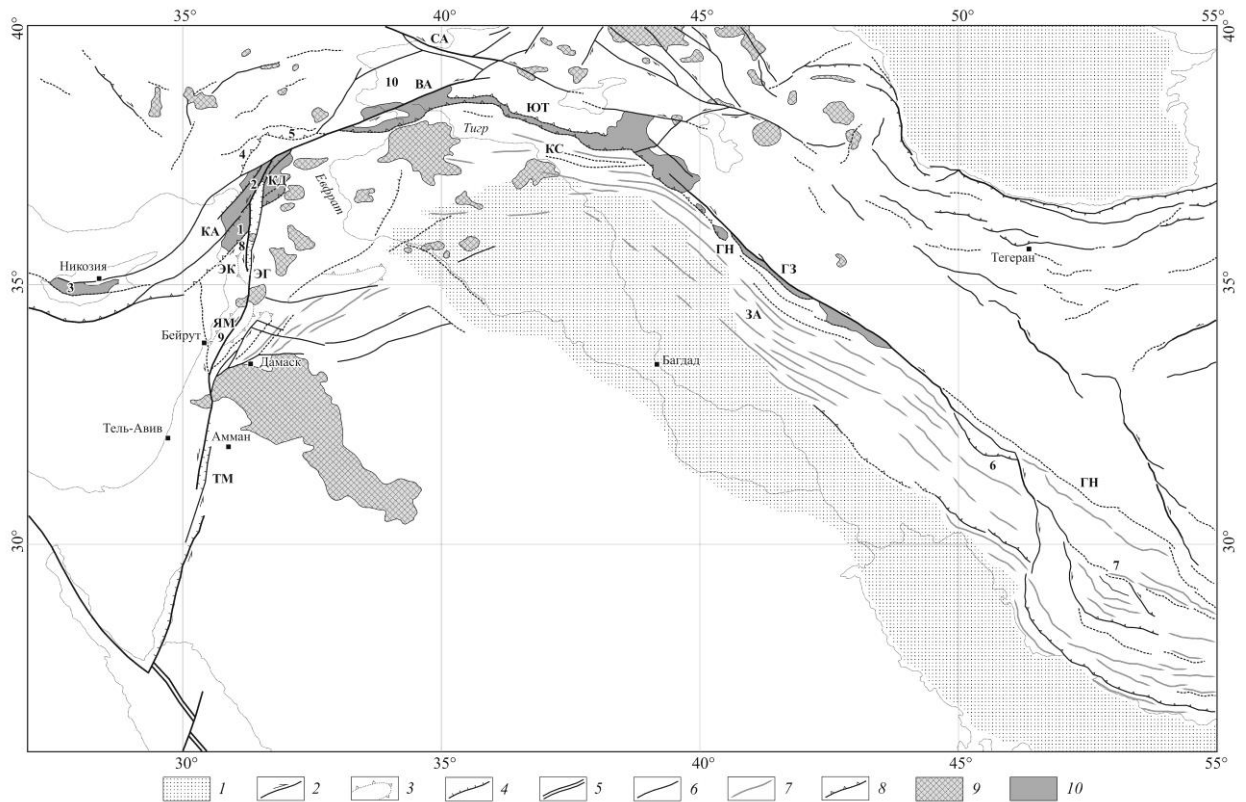 35° 40° 45° 50° 55°
40° 40°
СА
10 ВА
ЮТ
5
Тигр
4
КС
2 КД
Евфрат
КА 1
8
ГН
Никозия
ЭК
ЭГ
ГЗ
Тегеран
35° 3 35°
ЯМ
ЗА
Бейрут 9
Дамаск
Багдад
Тель-Авив
Амман
6
ТМ
ГН
30° 30°
7
30° 35° 40° 45° 50°
1 2 3 4 5 6 7 8 9 10